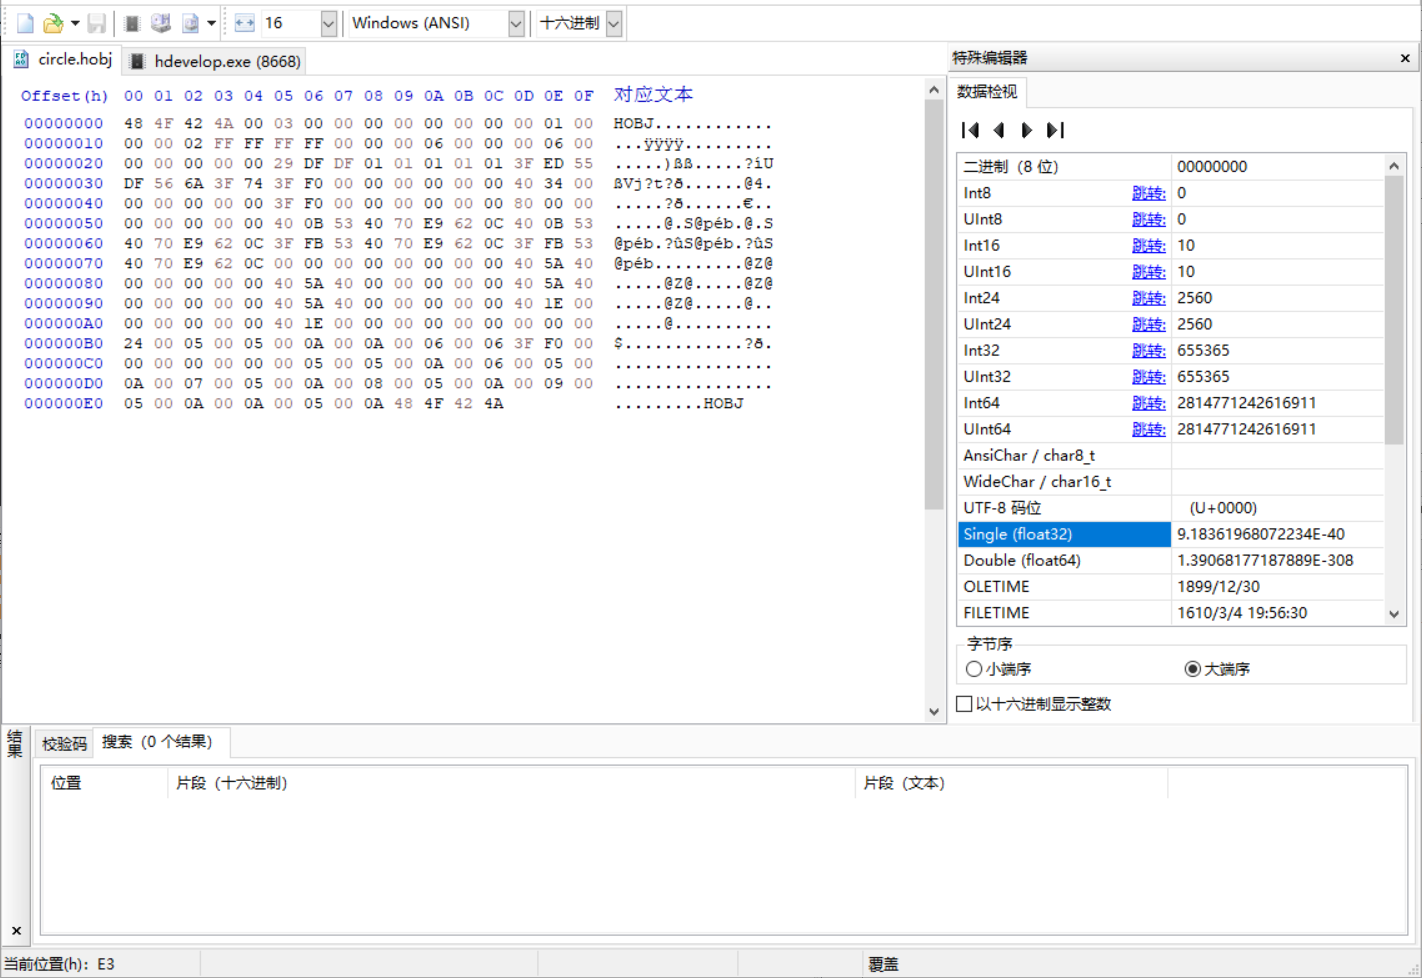 16 Windows (ANSI) 十六进制
circle.hobj hdevelop.exe (8668)
Offset(h) 00 01 02 03 04 05 06 07 08 09 0A 0B 0C 0D 0E 0F 对应文本
00000000 48 4F 42 4A 00 03 00 00 00 00 00 00 00 00 01 00 HOBJ............
00000010 00 00 02 FF FF FF FF 00 00 00 06 00 00 00 06 00 ...ÿÿÿÿ.........
00000020 00 00 00 00 00 29 DF DF 01 01 01 01 01 3F ED 55 .....)ßß.....?íU
00000030 DF 56 6A 3F 74 3F F0 00 00 00 00 00 00 40 34 00 ßVj?t?ð......@4.
00000040 00 00 00 00 00 3F F0 00 00 00 00 00 00 80 00 00 .....?ð......€..
00000050 00 00 00 00 00 40 0B 53 40 70 E9 62 0C 40 0B 53 .....@.S@péb.@.S
00000060 40 70 E9 62 0C 3F FB 53 40 70 E9 62 0C 3F FB 53 @péb.?ûS@péb.?ûS
00000070 40 70 E9 62 0C 00 00 00 00 00 00 00 00 40 5A 40 @péb.........@Z@
00000080 00 00 00 00 00 40 5A 40 00 00 00 00 00 40 5A 40 .....@Z@.....@Z@
00000090 00 00 00 00 00 40 5A 40 00 00 00 00 00 40 1E 00 .....@Z@.....@..
000000A0 00 00 00 00 00 40 1E 00 00 00 00 00 00 00 00 00 .....@..........
000000B0 24 00 05 00 05 00 0A 00 0A 00 06 00 06 3F F0 00 $............?ð.
000000C0 00 00 00 00 00 00 05 00 05 00 0A 00 06 00 05 00 ................
000000D0 0A 00 07 00 05 00 0A 00 08 00 05 00 0A 00 09 00 ................
000000E0 05 00 0A 00 0A 00 05 00 0A 48 4F 42 4A .........HOBJ
特殊编辑器
数据检视
二进制（8 位） 00000000
Int8 跳转: 0
UInt8 跳转: 0
Int16 跳转: 10
UInt16 跳转: 10
Int24 跳转: 2560
UInt24 跳转: 2560
Int32 跳转: 655365
UInt32 跳转: 655365
Int64 跳转: 2814771242616911
UInt64 跳转: 2814771242616911
AnsiChar / char8_t
WideChar / char16_t
UTF-8 码位 (U+0000)
Single (float32) 9.18361968072234E-40
Double (float64) 1.39068177187889E-308
OLETIME 1899/12/30
FILETIME 1610/3/4 19:56:30
字节序
小端序 大端序
以十六进制显示整数
结果
校验码 搜索（0 个结果）
位置 片段（十六进制） 片段（文本）
当前位置(h): E3 覆盖